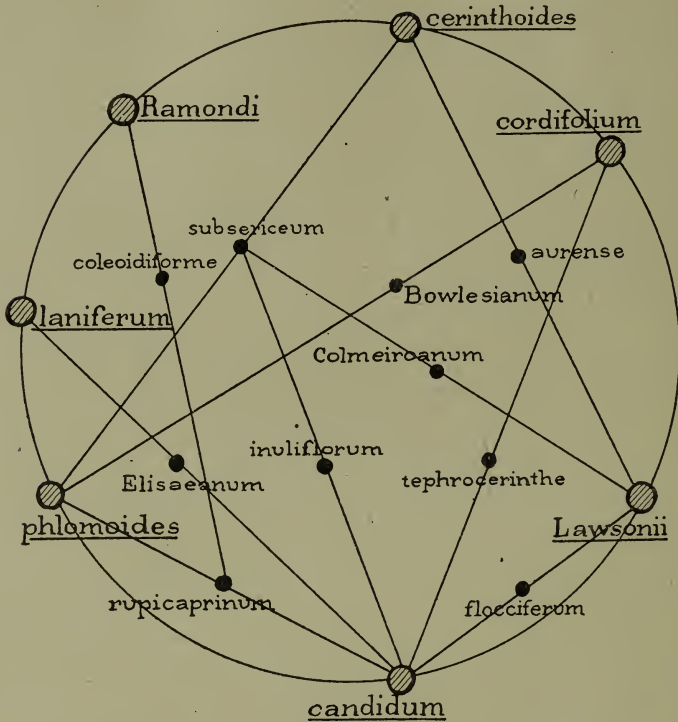 cerinthoides
Ramondi
cordifolium
subsericeum
coleoidiforme
aurense
Bowlesianum
laniferum
Colmeiroanum
inuliflorum
Elisaeanum
tephrocerinthe
phlomoides
Lawsonii
rupicaprinum
flocciferum
candidum